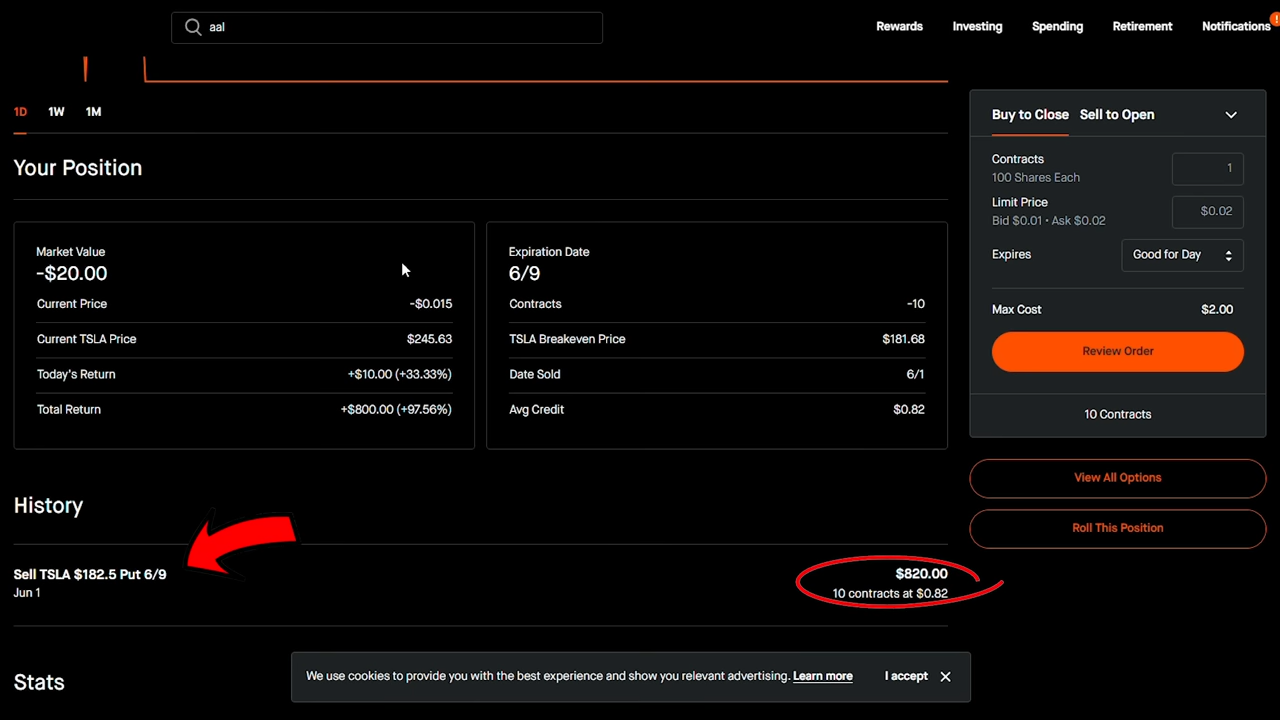 aal
Rewards
Investing
Spending
Retirement
Notifications
!
1D
1W
1M
Your Position
Market Value
-$20.00
Current Price
-$0.015
Current TSLA Price
$245.63
Today's Return
+$10.00 (+33.33%)
Total Return
+$800.00 (+97.56%)
Expiration Date
6/9
Contracts
-10
TSLA Breakeven Price
$181.68
Date Sold
6/1
Avg Credit
$0.82
Buy to Close
Sell to Open
Contracts
1
100 Shares Each
Limit Price
$0.02
Bid $0.01 • Ask $0.02
Expires
Good for Day
Max Cost
$2.00
Review Order
10 Contracts
View All Options
Roll This Position
History
Sell TSLA $182.5 Put 6/9
$820.00
Jun 1
10 contracts at $0.82
Stats
We use cookies to provide you with the best experience and show you relevant advertising. Learn more
I accept